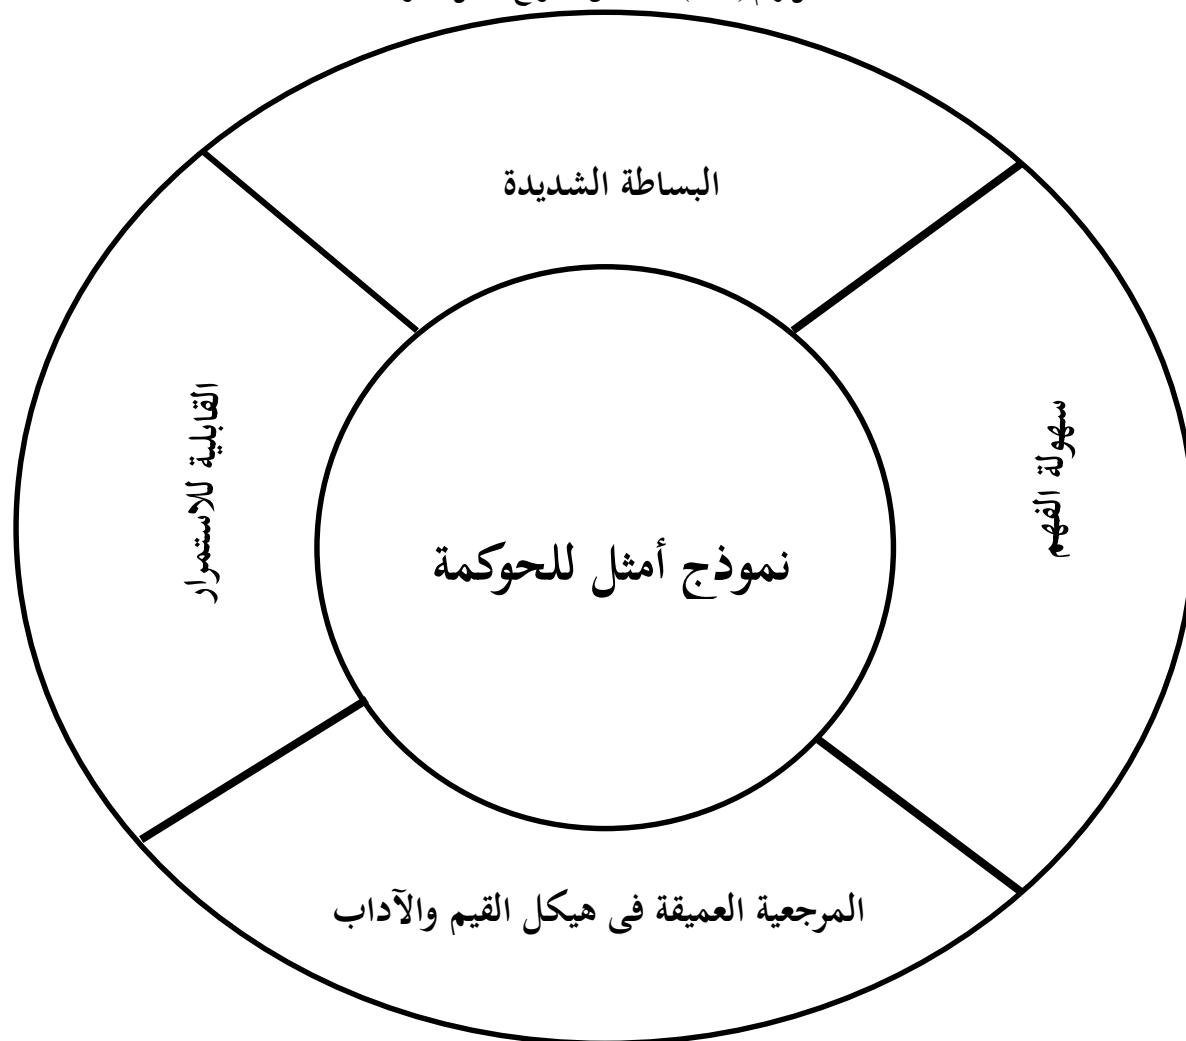 البساطة الشديدة
سهولة الفهم
القابلية للاستمرار
نموذج أمثل للحوكمة
المرجعية العميقة فى هيكل القيم والآداب